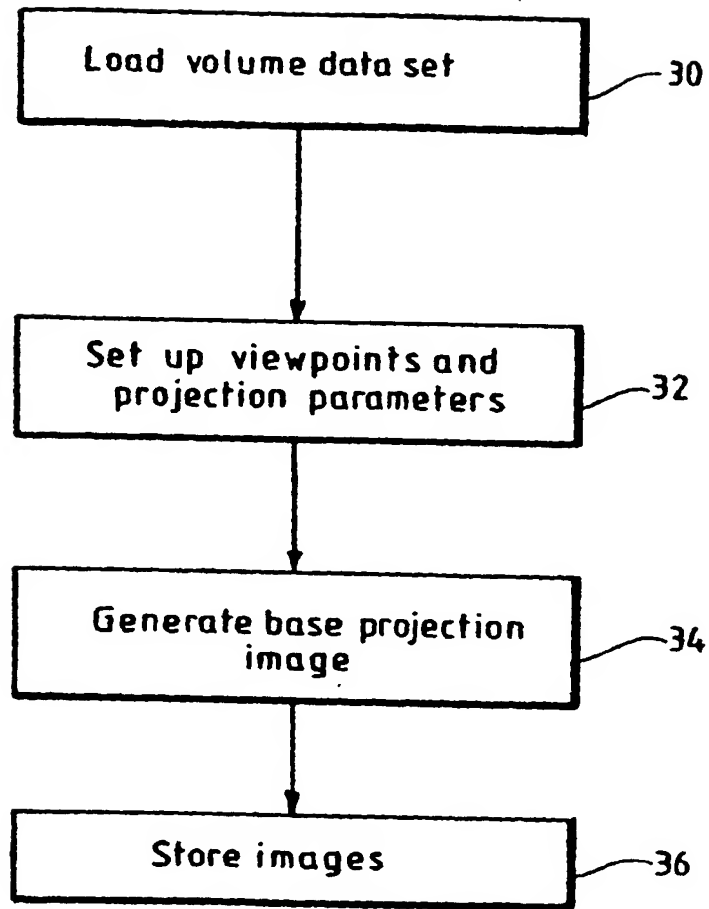 Load volume data set
30
Set up viewpoints and
projection parameters
32
Generate base projection
image
34
Store images
36